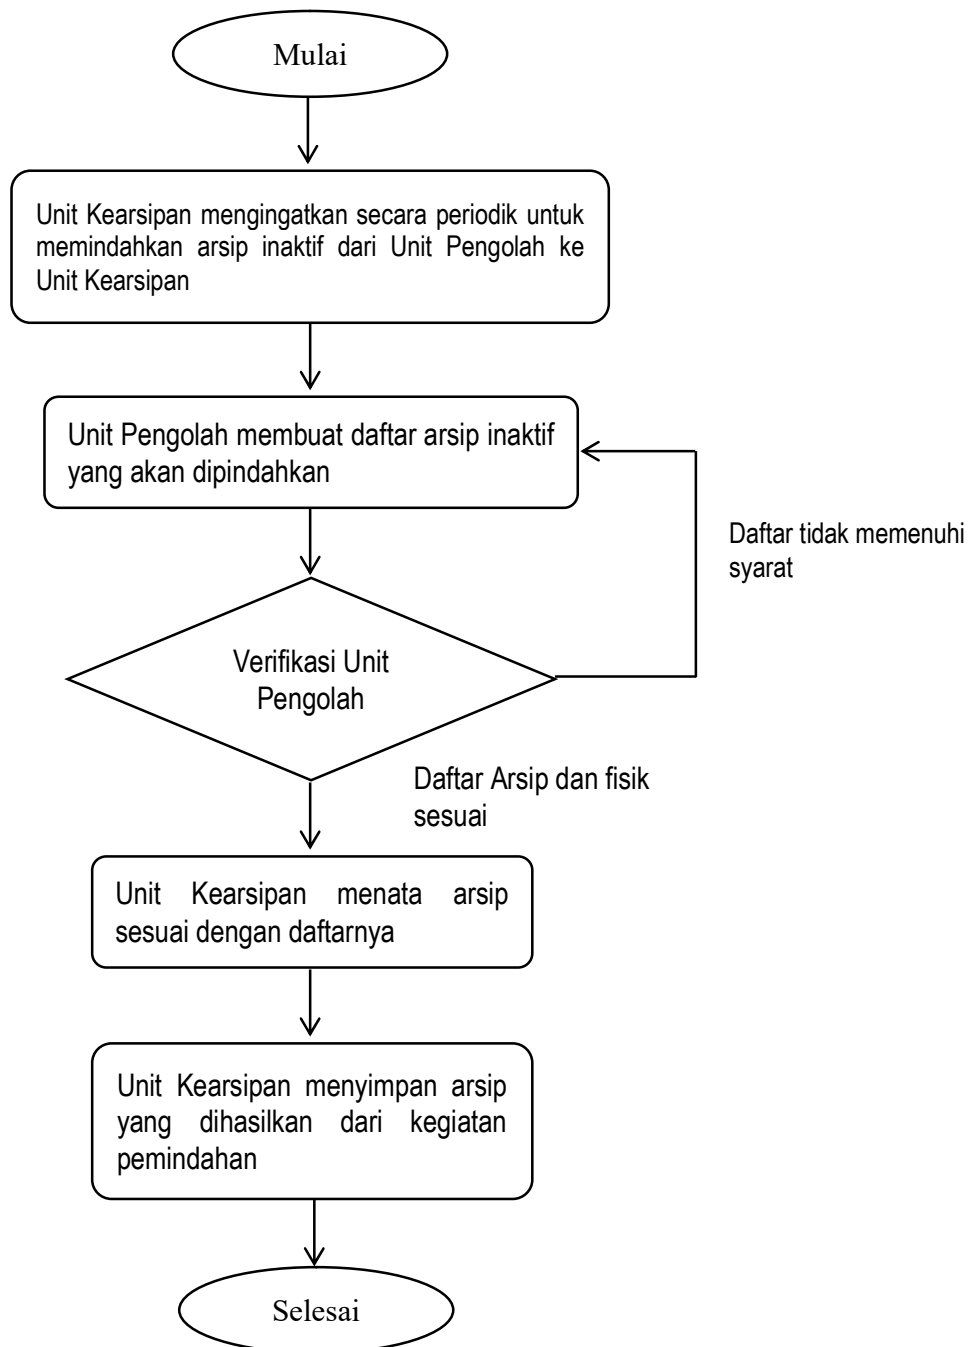 Mulai
Unit Kearsipan mengingatkan secara periodik untuk
memindahkan arsip inaktif dari Unit Pengolah ke
Unit Kearsipan
Unit Pengolah membuat daftar arsip inaktif
yang akan dipindahkan
Daftar tidak memenuhi
syarat
Verifikasi Unit
Pengolah
Daftar Arsip dan fisik
sesuai
Unit Kearsipan menata arsip
sesuai dengan daftarnya
Unit Kearsipan menyimpan arsip
yang dihasilkan dari kegiatan
pemindahan
Selesai